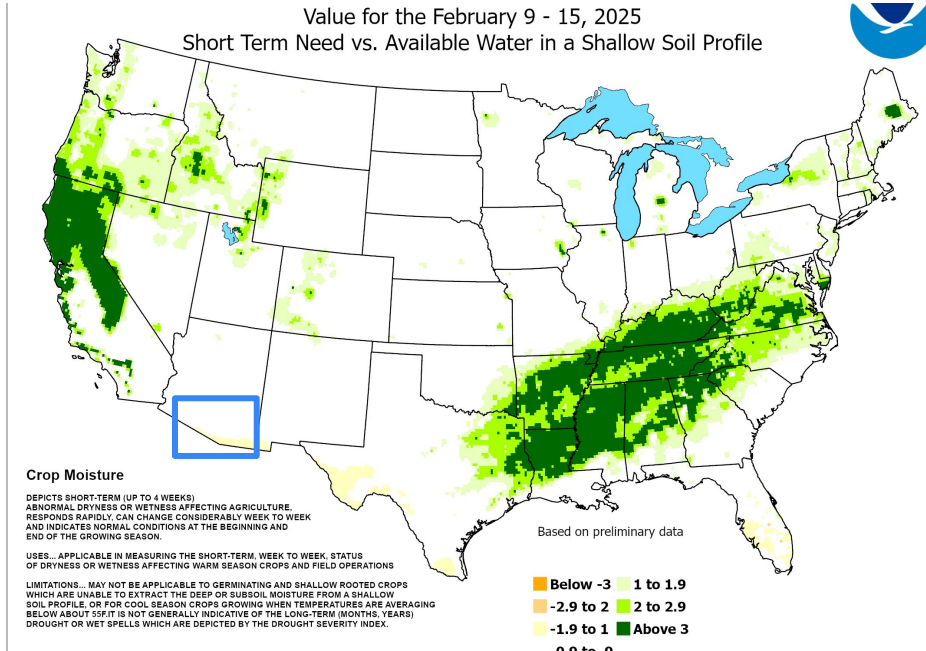 Value for the February 9 - 15, 2025
Short Term Need vs. Available Water in a Shallow Soil Profile
Crop Moisture
DEPICTS SHORT-TERM (UP TO 4 WEEKS)
ABNORMAL DRYNESS OR WETNESS AFFECTING AGRICULTURE,
RESPONDS RAPIDLY, CAN CHANGE CONSIDERABLY WEEK TO WEEK
AND INDICATES NORMAL CONDITIONS AT THE BEGINNING AND
END OF THE GROWING SEASON.
USES... APPLICABLE IN MEASURING THE SHORT-TERM, WEEK TO WEEK, STATUS
OF DRYNESS OR WETNESS AFFECTING WARM SEASON CROPS AND FIELD OPERATIONS
LIMITATIONS... MAY NOT BE APPLICABLE TO GERMINATING AND SHALLOW ROOTED CROPS
WHICH ARE UNABLE TO EXTRACT THE DEEP OR SUBSOIL MOISTURE FROM A SHALLOW
SOIL PROFILE, OR FOR COOL SEASON CROPS GROWING WHEN TEMPERATURES ARE AVERAGING
BELOW ABOUT 55F.IT IS NOT GENERALLY INDICATIVE OF THE LONG-TERM (MONTHS, YEARS)
DROUGHT OR WET SPELLS WHICH ARE DEPICTED BY THE DROUGHT SEVERITY INDEX.
Based on preliminary data
Below -3
-2.9 to 2
-1.9 to 1
1 to 1.9
2 to 2.9
Above 3